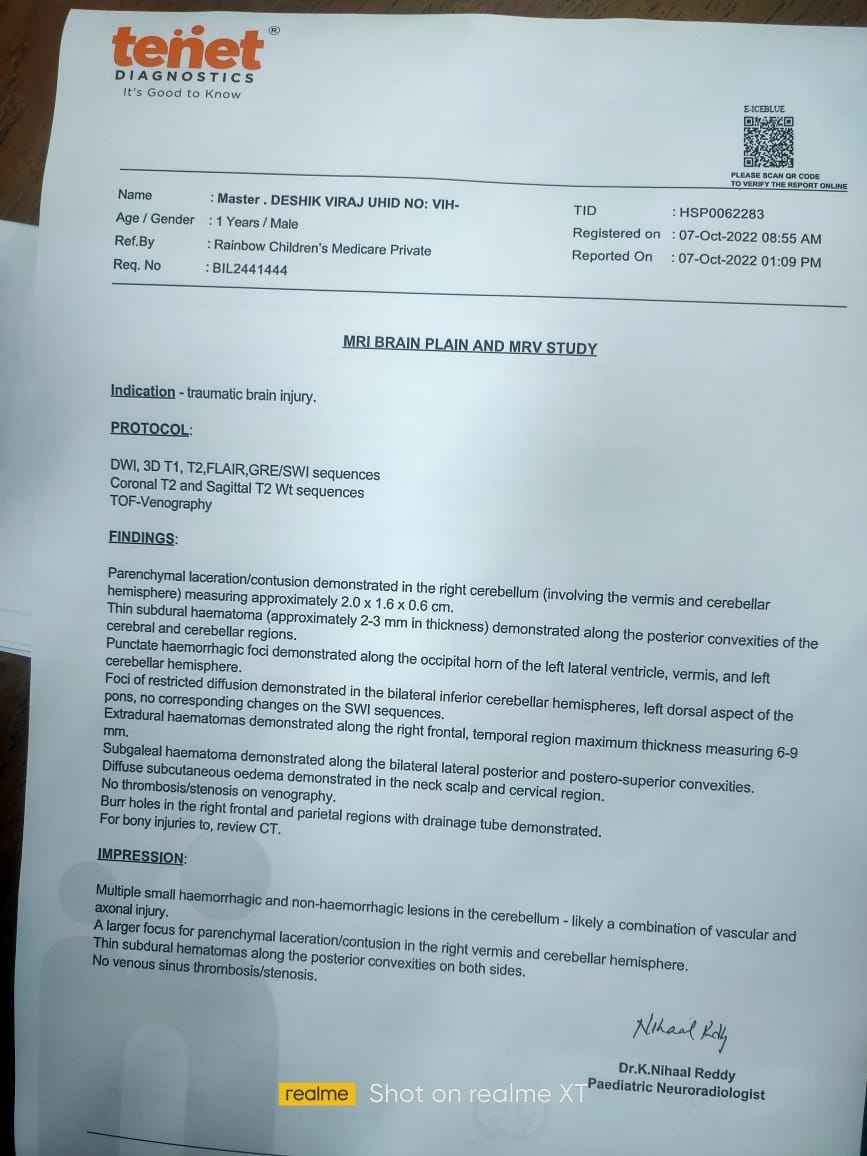 tenet®
DIAGNOSTICS
It's Good to Know
E-ICEBLUE
PLEASE SCAN QR CODE
TO VERIFY THE REPORT ONLINE
Name : Master . DESHIK VIRAJ UHID NO: VIH-
Age / Gender : 1 Years / Male
Ref.By : Rainbow Children's Medicare Private
Req. No : BIL2441444
TID : HSP0062283
Registered on : 07-Oct-2022 08:55 AM
Reported On : 07-Oct-2022 01:09 PM
MRI BRAIN PLAIN AND MRV STUDY
Indication - traumatic brain injury.
PROTOCOL:
DWI, 3D T1, T2,FLAIR,GRE/SWI sequences
Coronal T2 and Sagittal T2 Wt sequences
TOF-Venography
FINDINGS:
Parenchymal laceration/contusion demonstrated in the right cerebellum (involving the vermis and cerebellar
hemisphere) measuring approximately 2.0 x 1.6 x 0.6 cm.
Thin subdural haematoma (approximately 2-3 mm in thickness) demonstrated along the posterior convexities of the
cerebral and cerebellar regions.
Punctate haemorrhagic foci demonstrated along the occipital horn of the left lateral ventricle, vermis, and left
cerebellar hemisphere.
Foci of restricted diffusion demonstrated in the bilateral inferior cerebellar hemispheres, left dorsal aspect of the
pons, no corresponding changes on the SWI sequences.
Extradural haematomas demonstrated along the right frontal, temporal region maximum thickness measuring 6-9
mm.
Subgaleal haematoma demonstrated along the bilateral lateral posterior and postero-superior convexities.
Diffuse subcutaneous oedema demonstrated in the neck scalp and cervical region.
No thrombosis/stenosis on venography.
Burr holes in the right frontal and parietal regions with drainage tube demonstrated.
For bony injuries to, review CT.
IMPRESSION:
Multiple small haemorrhagic and non-haemorrhagic lesions in the cerebellum - likely a combination of vascular and
axonal injury.
A larger focus for parenchymal laceration/contusion in the right vermis and cerebellar hemisphere.
Thin subdural hematomas along the posterior convexities on both sides.
No venous sinus thrombosis/stenosis.
Nihaal Reddy
Dr.K.Nihaal Reddy
Paediatric Neuroradiologist
realme Shot on realme XT